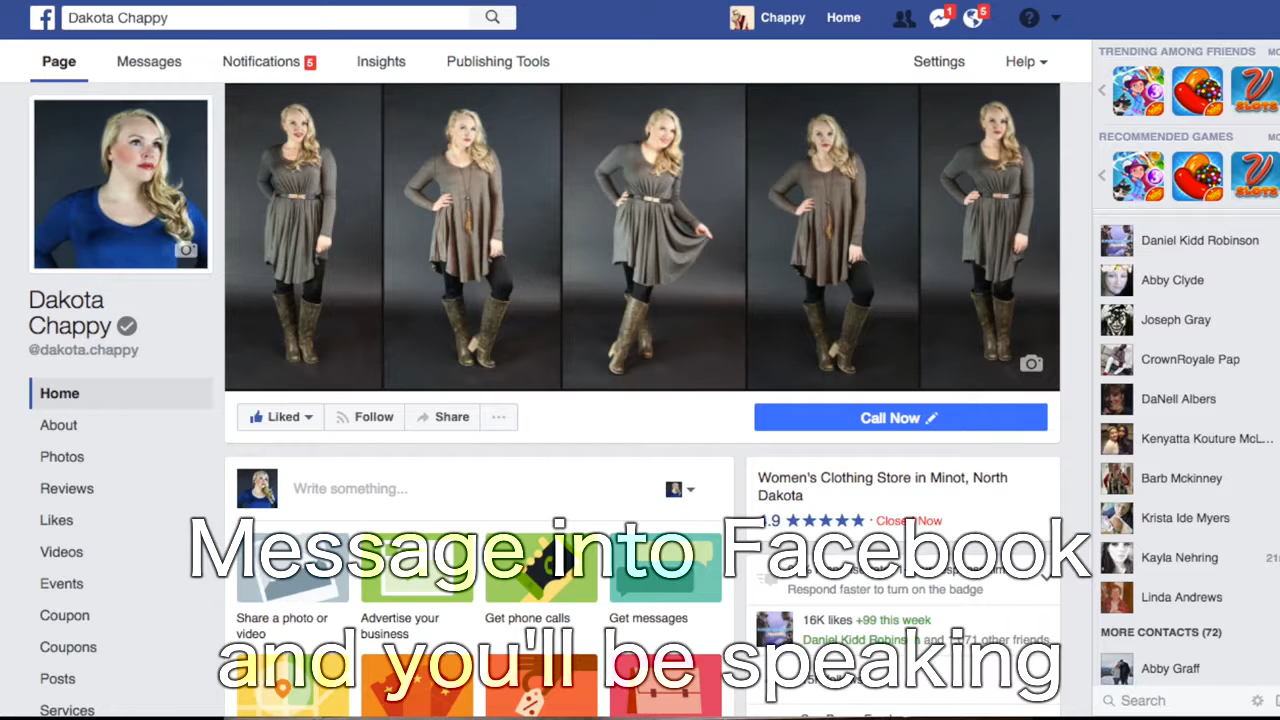 Dakota Chappy
Chappy
Home
1
5
Page
Messages
Notifications 5
Insights
Publishing Tools
Settings
Help
TRENDING AMONG FRIENDS
RECOMMENDED GAMES
SLOTS
SLOTS
Dakota
Chappy
@dakota.chappy
Home
About
Photos
Reviews
Likes
Videos
Events
Coupon
Coupons
Posts
Services
Liked
Follow
Share
Call Now
Write something...
Share a photo or
video
Advertise your
business
Get phone calls
Get messages
Women's Clothing Store in Minot, North
Dakota
Respond faster to turn on the badge
16K likes +99 this week
Message into Facebook
and you'll be speaking
Daniel Kidd Robinson
Abby Clyde
Joseph Gray
CrownRoyale Pap
DaNell Albers
Kenyatta Kouture McL...
Barb Mckinney
Krista Ide Myers
Kayla Nehring
Linda Andrews
MORE CONTACTS (72)
Abby Graff
Search